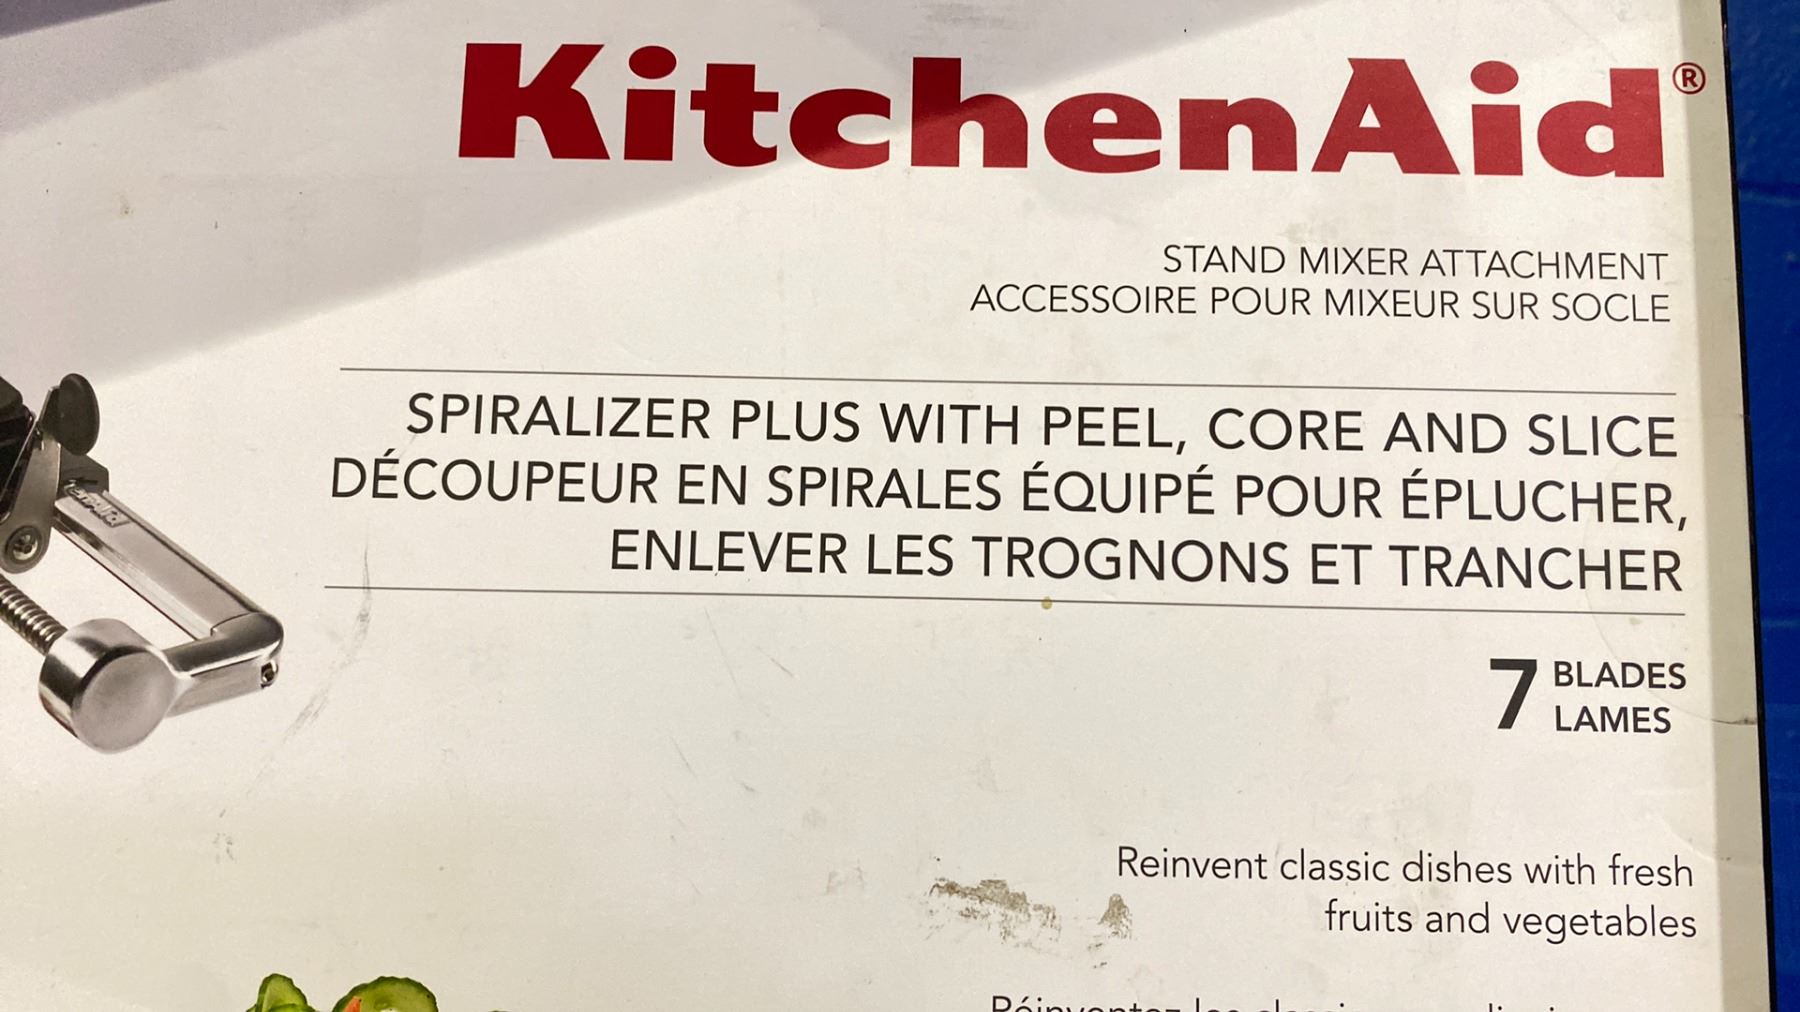 KitchenAid®
STAND MIXER ATTACHMENT
ACCESSOIRE POUR MIXEUR SUR SOCLE
SPIRALIZER PLUS WITH PEEL, CORE AND SLICE
DÉCOUPEUR EN SPIRALES ÉQUIPÉ POUR ÉPLUCHER,
ENLEVER LES TROGNONS ET TRANCHER
7 BLADES
LAMES
Reinvent classic dishes with fresh
fruits and vegetables
Réinventez les